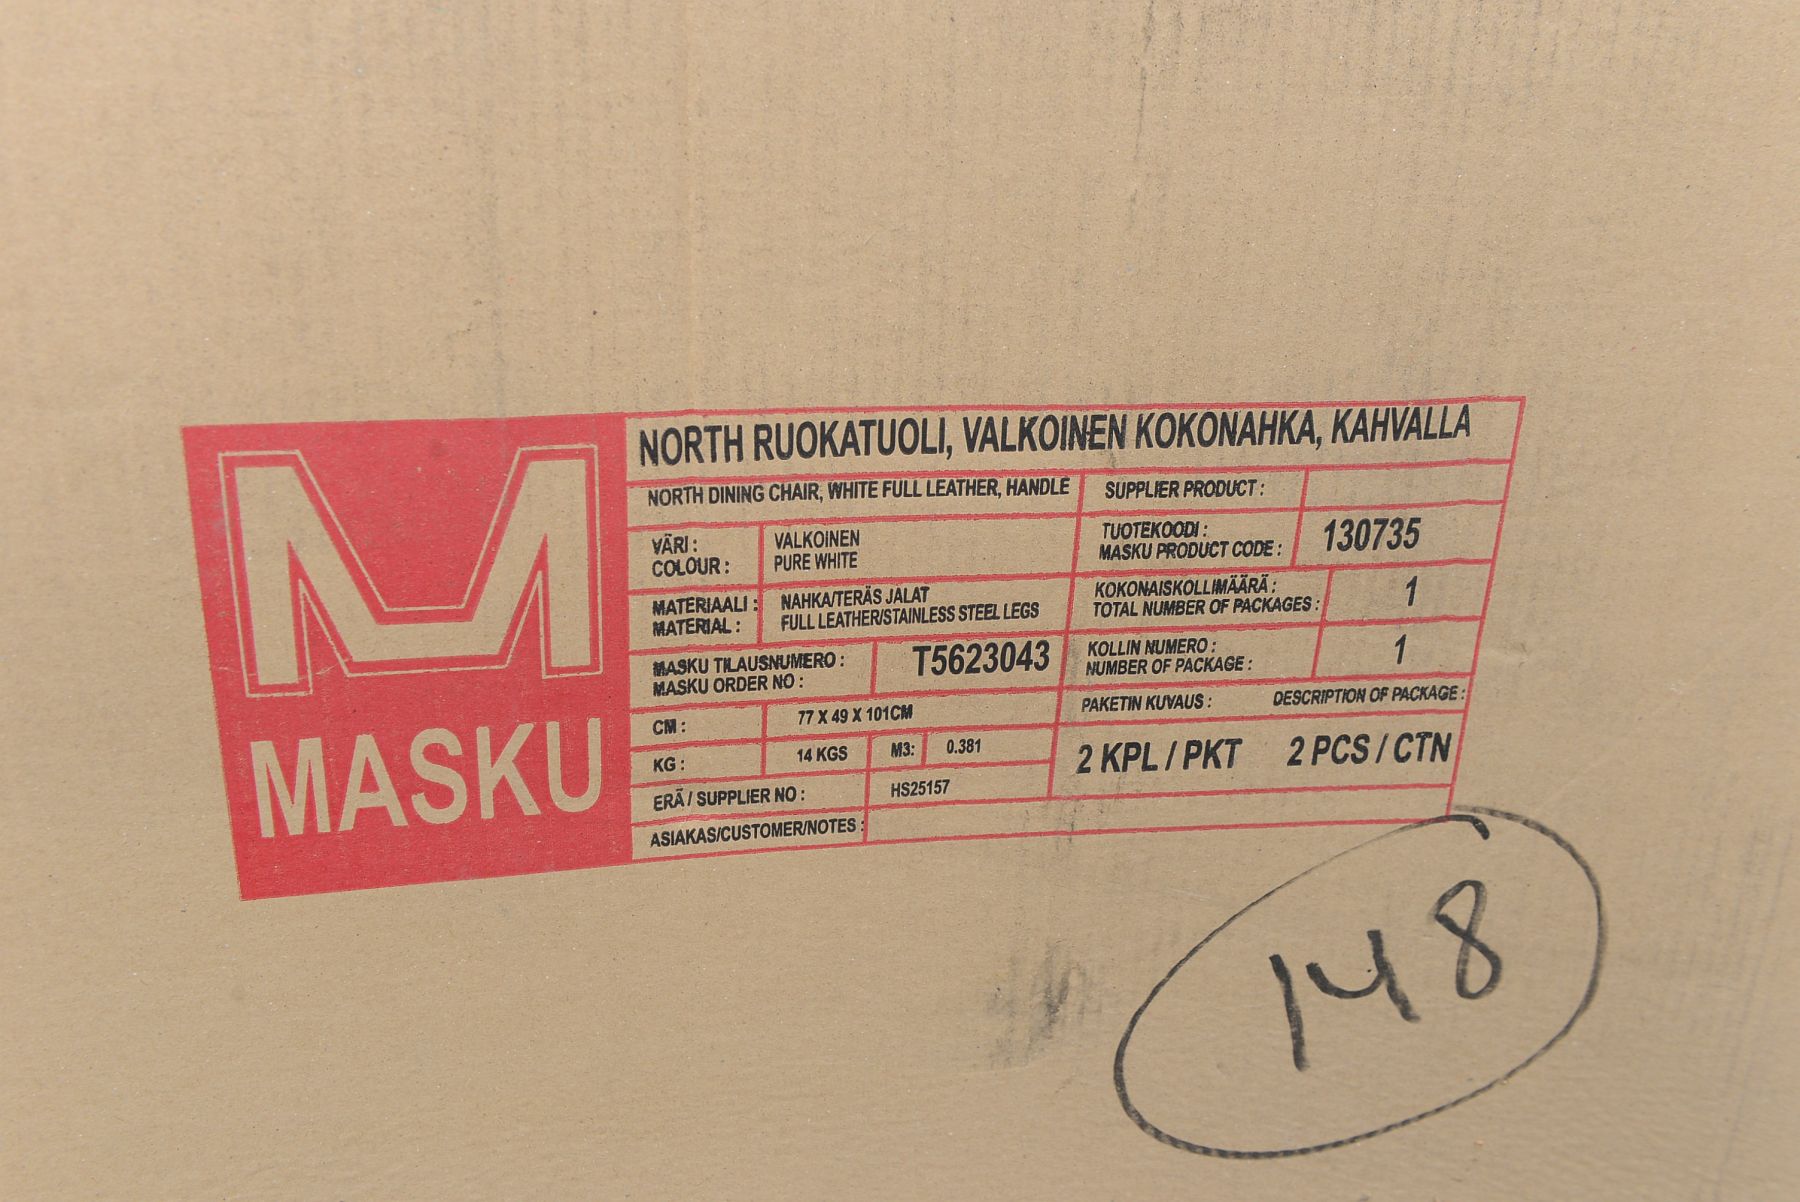 MASKU
NORTH RUOKATUOLI, VALKOINEN KOKONAHKA, KAHVALLA
NORTH DINING CHAIR, WHITE FULL LEATHER, HANDLE
SUPPLIER PRODUCT :
VÄRI :
COLOUR :
VALKOINEN
PURE WHITE
TUOTEKOODI :
MASKU PRODUCT CODE :
130735
MATERIAALI :
MATERIAL :
NAHKA/TERÄS JALAT
FULL LEATHER/STAINLESS STEEL LEGS
KOKONAISKOLLIMÄÄRÄ :
TOTAL NUMBER OF PACKAGES :
1
MASKU TILAUSNUMERO :
MASKU ORDER NO :
T5623043
KOLLIN NUMERO :
NUMBER OF PACKAGE :
1
CM :
77 X 49 X 101CM
PAKETIN KUVAUS :
DESCRIPTION OF PACKAGE :
KG :
14 KGS
M3:
0.381
2 KPL / PKT
2 PCS / CTN
ERÄ / SUPPLIER NO :
HS25157
ASIAKAS/CUSTOMER/NOTES :
148